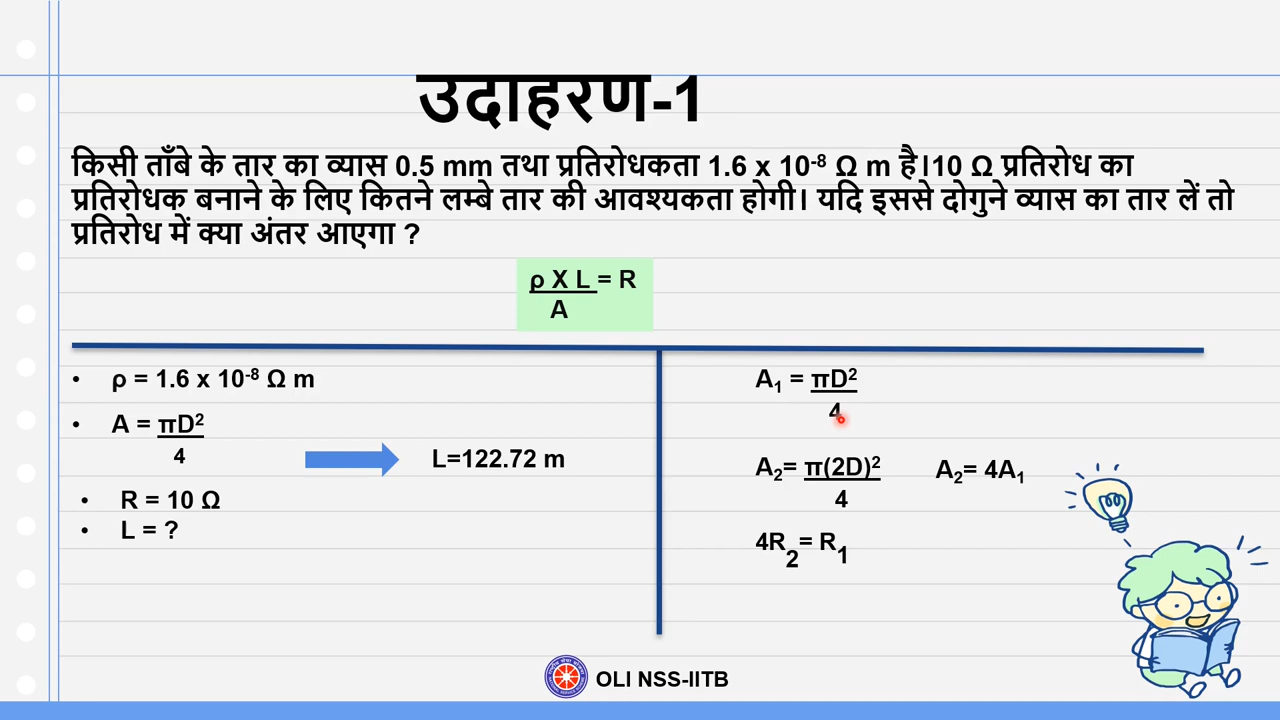 उदाहरण-1
किसी ताँबे के तार का व्यास 0.5 mm तथा प्रतिरोधकता 1.6 x 10⁻⁸ Ω m है।10 Ω प्रतिरोध का
प्रतिरोधक बनाने के लिए कितने लम्बे तार की आवश्यकता होगी। यदि इससे दोगुने व्यास का तार लें तो
प्रतिरोध में क्या अंतर आएगा ?
ρ X L = R
A
• ρ = 1.6 x 10⁻⁸ Ω m
• A = πD²
4
L=122.72 m
• R = 10 Ω
• L = ?
A₁ = πD²
4
A₂= π(2D)²
4
A₂= 4A₁
4R₂= R₁
OLI NSS-IITB